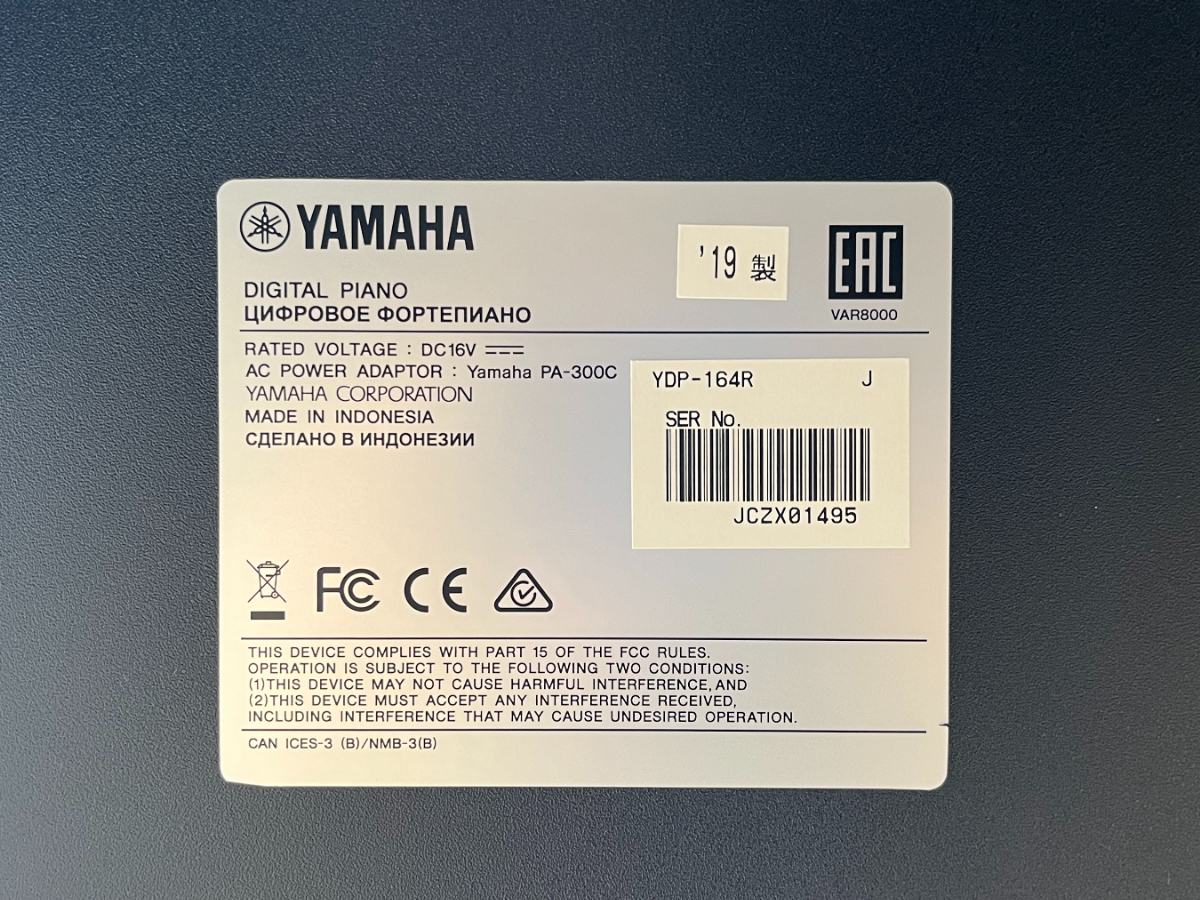 YAMAHA
'19 製
EAC
VAR8000
DIGITAL PIANO
ЦИФРОВОЕ ФОРТЕПИАНО
RATED VOLTAGE : DC16V
AC POWER ADAPTOR : Yamaha PA-300C
YAMAHA CORPORATION
MADE IN INDONESIA
СДЕЛАНО В ИНДОНЕЗИИ
YDP-164R J
SER No.
JCZX01495
FC CE
THIS DEVICE COMPLIES WITH PART 15 OF THE FCC RULES.
OPERATION IS SUBJECT TO THE FOLLOWING TWO CONDITIONS:
(1)THIS DEVICE MAY NOT CAUSE HARMFUL INTERFERENCE, AND
(2)THIS DEVICE MUST ACCEPT ANY INTERFERENCE RECEIVED,
INCLUDING INTERFERENCE THAT MAY CAUSE UNDESIRED OPERATION.
CAN ICES-3 (B)/NMB-3(B)